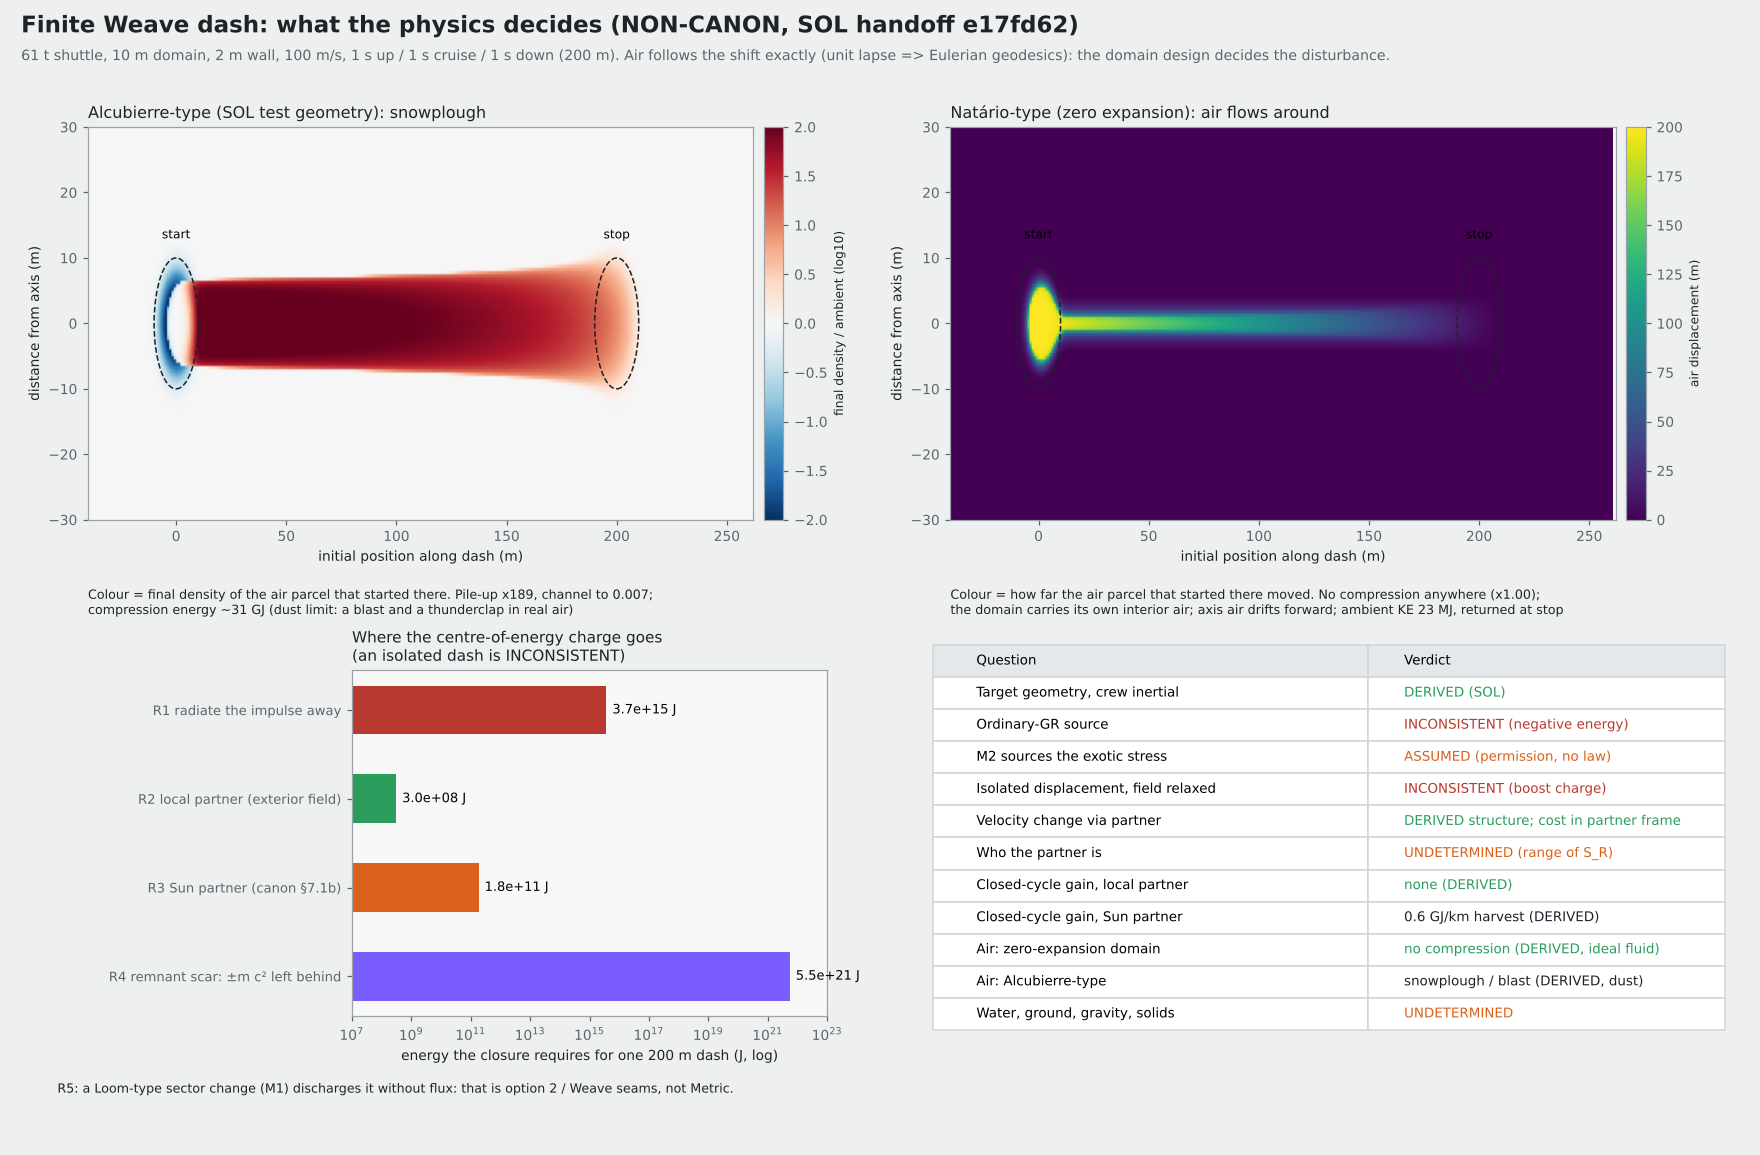 Finite Weave dash: what the physics decides (NON-CANON, SOL handoff e17fd62)
61 t shuttle, 10 m domain, 2 m wall, 100 m/s, 1 s up / 1 s cruise / 1 s down (200 m). Air follows the shift exactly (unit lapse => Eulerian geodesics): the domain design decides the disturbance.
Alcubierre-type (SOL test geometry): snowplough
30
20
10
0
−10
−20
−30
distance from axis (m)
start
stop
0
50
100
150
200
250
initial position along dash (m)
2.0
1.5
1.0
0.5
0.0
−0.5
−1.0
−1.5
−2.0
final density / ambient (log10)
Colour = final density of the air parcel that started there. Pile-up x189, channel to 0.007;
compression energy ~31 GJ (dust limit: a blast and a thunderclap in real air)
Natário-type (zero expansion): air flows around
30
20
10
0
−10
−20
−30
distance from axis (m)
start
stop
0
50
100
150
200
250
initial position along dash (m)
200
175
150
125
100
75
50
25
0
air displacement (m)
Colour = how far the air parcel that started there moved. No compression anywhere (x1.00);
the domain carries its own interior air; axis air drifts forward; ambient KE 23 MJ, returned at stop
Where the centre-of-energy charge goes
(an isolated dash is INCONSISTENT)
R1 radiate the impulse away
3.7e+15 J
R2 local partner (exterior field)
3.0e+08 J
R3 Sun partner (canon §7.1b)
1.8e+11 J
R4 remnant scar: ±m c² left behind
5.5e+21 J
10⁷
10⁹
10¹¹
10¹³
10¹⁵
10¹⁷
10¹⁹
10²¹
10²³
energy the closure requires for one 200 m dash (J, log)
R5: a Loom-type sector change (M1) discharges it without flux: that is option 2 / Weave seams, not Metric.
Question
Verdict
Target geometry, crew inertial
DERIVED (SOL)
Ordinary-GR source
INCONSISTENT (negative energy)
M2 sources the exotic stress
ASSUMED (permission, no law)
Isolated displacement, field relaxed
INCONSISTENT (boost charge)
Velocity change via partner
DERIVED structure; cost in partner frame
Who the partner is
UNDETERMINED (range of S_R)
Closed-cycle gain, local partner
none (DERIVED)
Closed-cycle gain, Sun partner
0.6 GJ/km harvest (DERIVED)
Air: zero-expansion domain
no compression (DERIVED, ideal fluid)
Air: Alcubierre-type
snowplough / blast (DERIVED, dust)
Water, ground, gravity, solids
UNDETERMINED